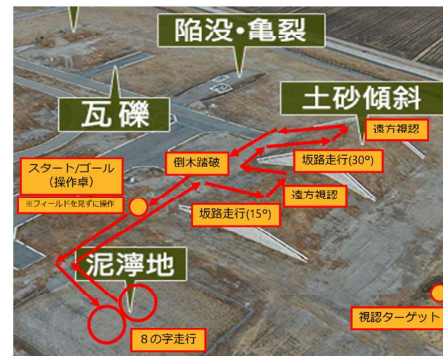 陥没・亀裂
瓦礫
土砂傾斜
遠方視認
倒木踏破
坂路走行(30°)
スタート/ゴール
(操作卓)
※フィールドを見ずに操作
遠方視認
坂路走行(15°)
泥濘地
視認ターゲット
8の字走行